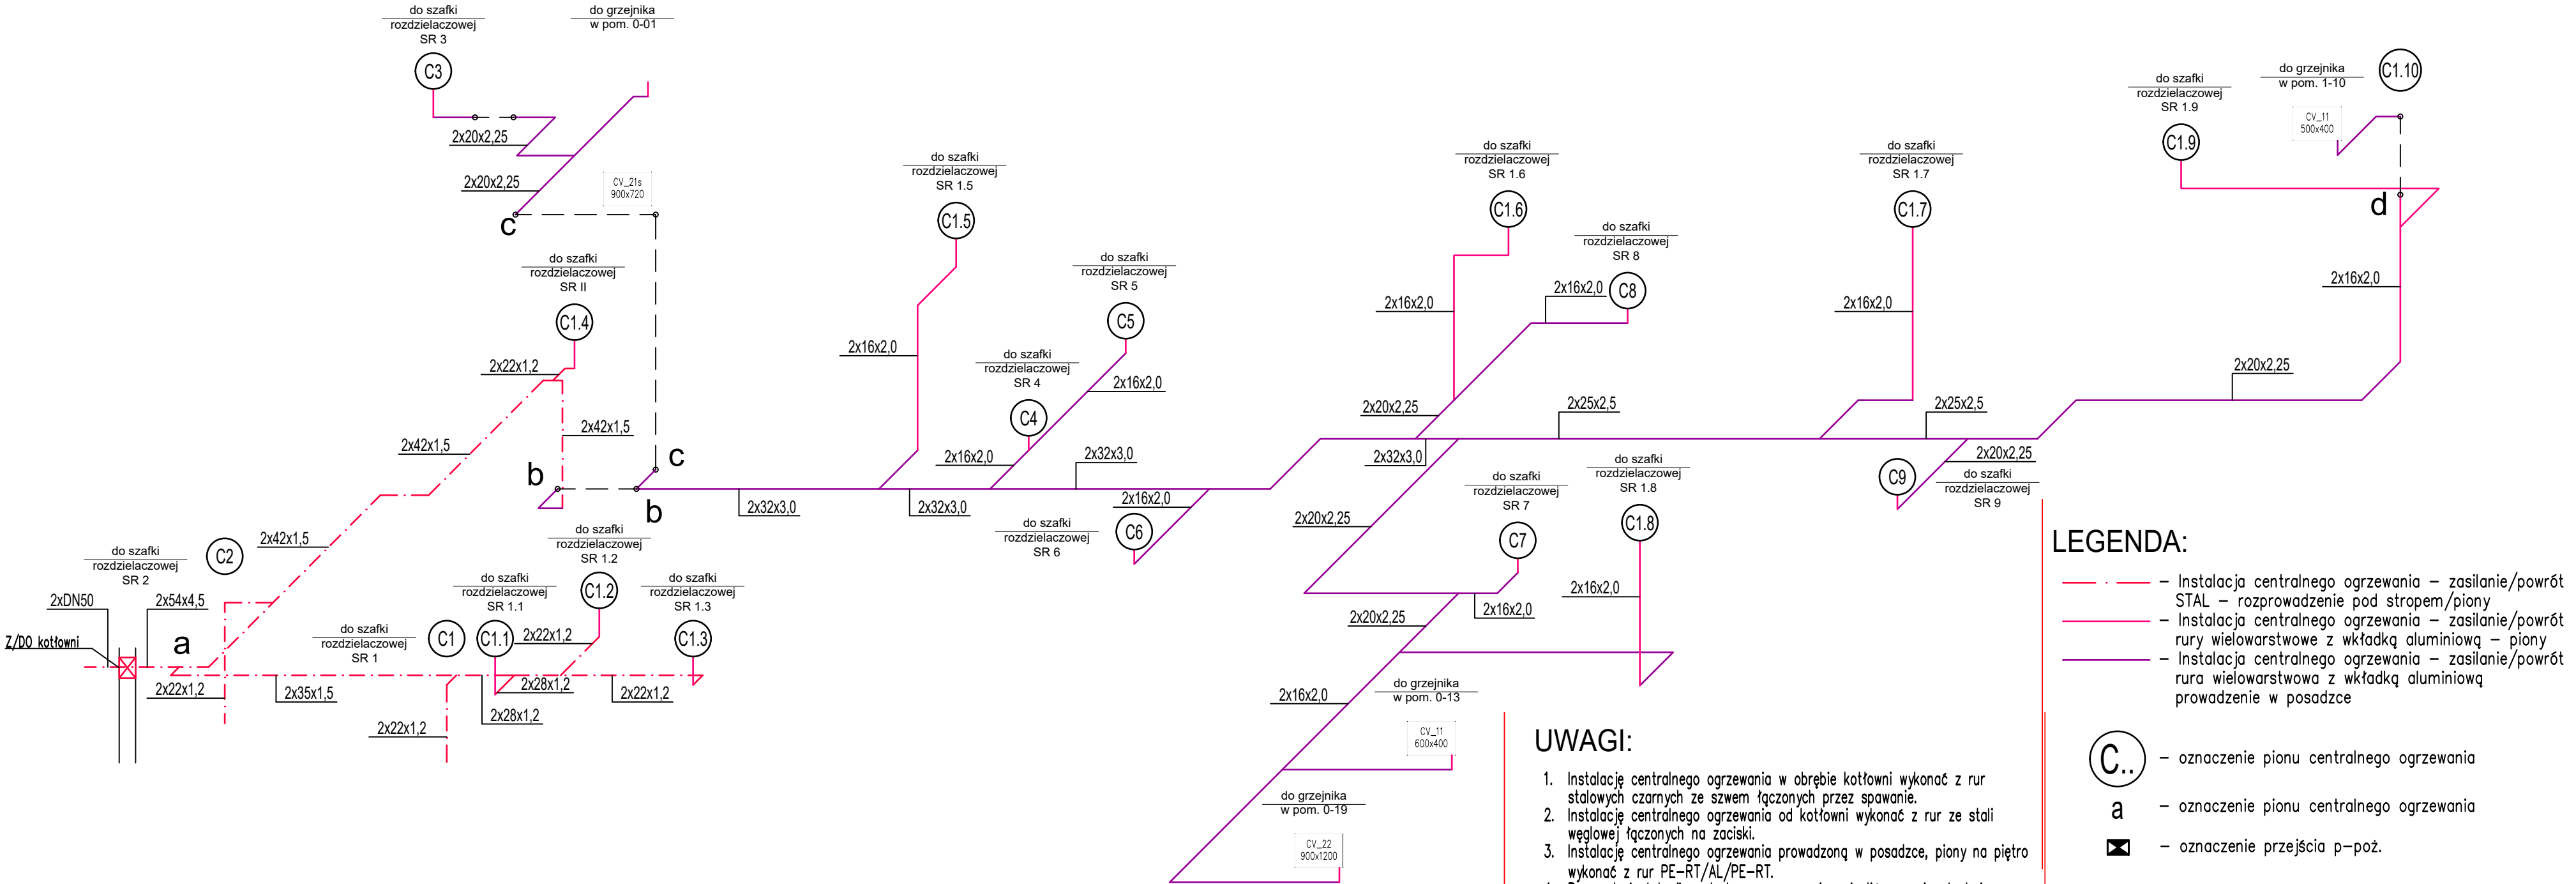 do szafki
rozdzielaczowej
SR 3
C3
do grzejnika
w pom. 0-01
2x20x2,25
2x20x2,25
CV_21s
900x720
c
do szafki
rozdzielaczowej
SR II
C1.4
2x22x1,2
2x42x1,5
2x42x1,5
b
c
b
2x42x1,5
do szafki
rozdzielaczowej
SR 2
C2
2xDN50
2x54x4,5
Z/DO kotłowni
a
2x22x1,2
2x35x1,5
do szafki
rozdzielaczowej
SR 1
C1
2x22x1,2
do szafki
rozdzielaczowej
SR 1.1
C1.1
2x28x1,2
2x28x1,2
do szafki
rozdzielaczowej
SR 1.2
C1.2
2x22x1,2
do szafki
rozdzielaczowej
SR 1.3
C1.3
2x22x1,2
do szafki
rozdzielaczowej
SR 1.5
C1.5
2x16x2,0
2x32x3,0
2x32x3,0
do szafki
rozdzielaczowej
SR 4
C4
2x16x2,0
do szafki
rozdzielaczowej
SR 5
C5
2x16x2,0
2x32x3,0
do szafki
rozdzielaczowej
SR 6
C6
2x16x2,0
do szafki
rozdzielaczowej
SR 1.6
C1.6
2x16x2,0
do szafki
rozdzielaczowej
SR 8
C8
2x16x2,0
2x20x2,25
2x32x3,0
2x25x2,5
2x20x2,25
do szafki
rozdzielaczowej
SR 7
C7
2x16x2,0
2x20x2,25
do szafki
rozdzielaczowej
SR 1.8
C1.8
2x16x2,0
2x16x2,0
do grzejnika
w pom. 0-13
CV_11
600x400
do grzejnika
w pom. 0-19
CV_22
900x1200
do szafki
rozdzielaczowej
SR 1.7
C1.7
2x16x2,0
2x25x2,5
2x20x2,25
C9
do szafki
rozdzielaczowej
SR 9
do szafki
rozdzielaczowej
SR 1.9
C1.9
do grzejnika
w pom. 1-10
C1.10
CV_11
500x400
d
2x16x2,0
2x20x2,25
LEGENDA:
– Instalacja centralnego ogrzewania – zasilanie/powrót
STAL – rozprowadzenie pod stropem/piony
– Instalacja centralnego ogrzewania – zasilanie/powrót
rury wielowarstwowe z wkładką aluminiową – piony
– Instalacja centralnego ogrzewania – zasilanie/powrót
rura wielowarstwowa z wkładką aluminiową
prowadzenie w posadzce
C.. – oznaczenie pionu centralnego ogrzewania
a – oznaczenie pionu centralnego ogrzewania
– oznaczenie przejścia p–poż.
UWAGI:
1. Instalację centralnego ogrzewania w obrębie kotłowni wykonać z rur
stalowych czarnych ze szwem łączonych przez spawanie.
2. Instalację centralnego ogrzewania od kotłowni wykonać z rur ze stali
węglowej łączonych na zaciski.
3. Instalację centralnego ogrzewania prowadzoną w posadzce, piony na piętro
wykonać z rur PE–RT/AL/PE–RT.